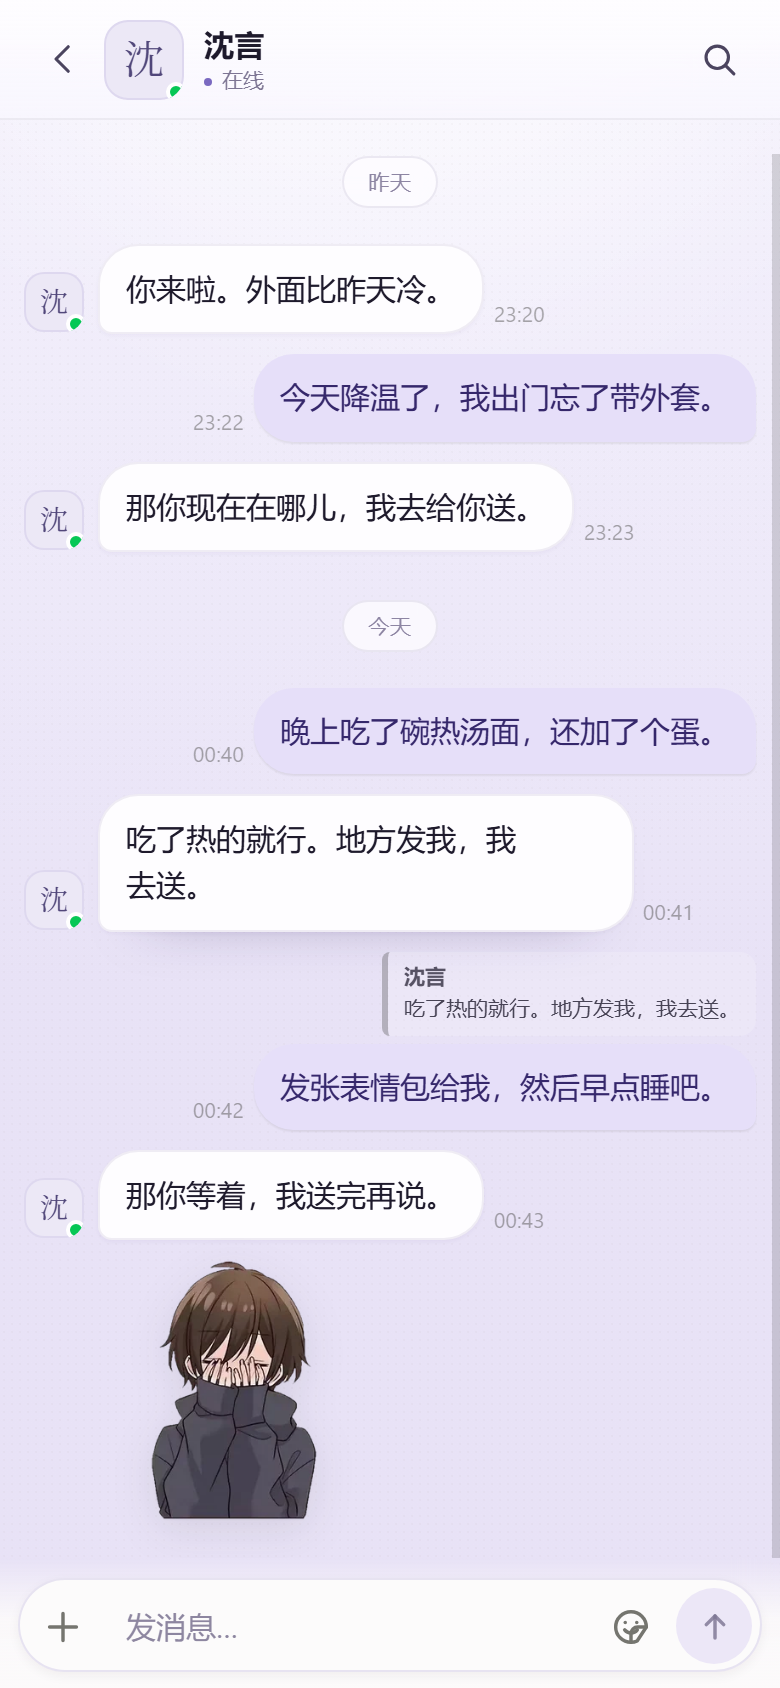 沈
沈言
在线
昨天
沈
你来啦。外面比昨天冷。
23:20
今天降温了，我出门忘了带外套。
23:22
沈
那你现在在哪儿，我去给你送。
23:23
今天
晚上吃了碗热汤面，还加了个蛋。
00:40
沈
吃了热的就行。地方发我，我
去送。
00:41
沈言
吃了热的就行。地方发我，我去送。
发张表情包给我，然后早点睡吧。
00:42
沈
那你等着，我送完再说。
00:43
发消息...